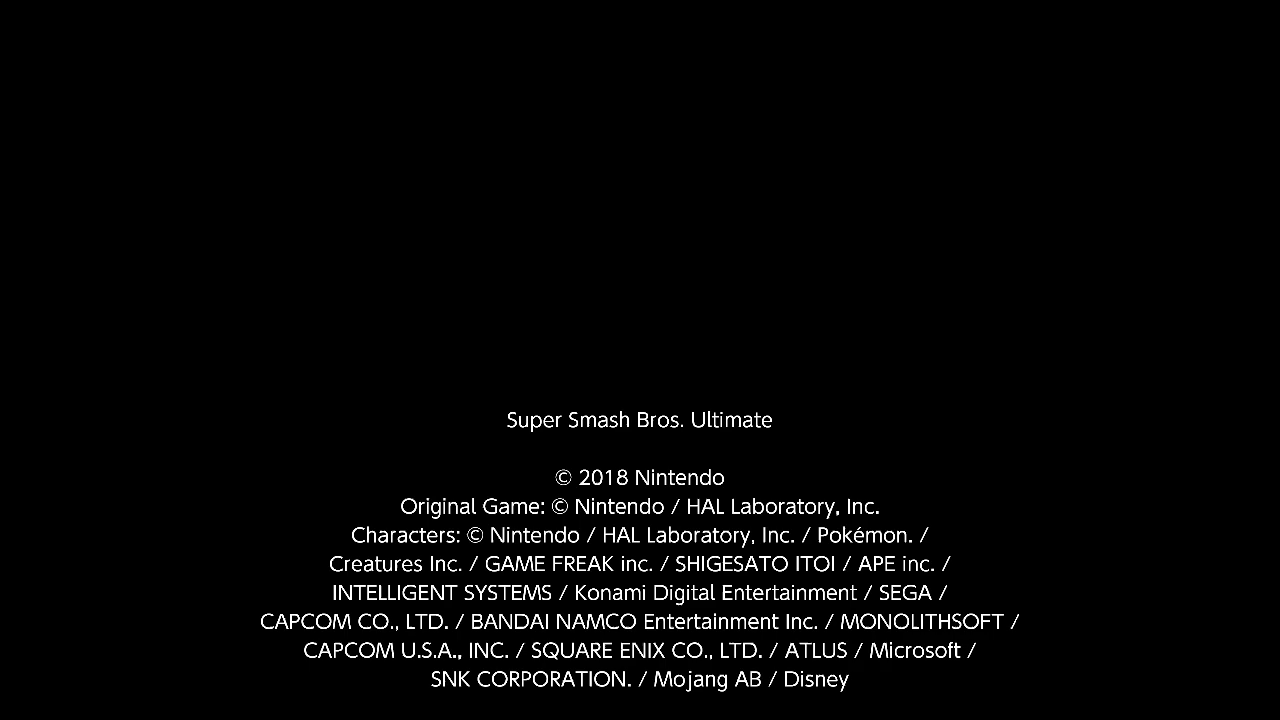 Super Smash Bros. Ultimate
© 2018 Nintendo
Original Game: © Nintendo / HAL Laboratory, Inc.
Characters: © Nintendo / HAL Laboratory, Inc. / Pokémon. /
Creatures Inc. / GAME FREAK inc. / SHIGESATO ITOI / APE inc. /
INTELLIGENT SYSTEMS / Konami Digital Entertainment / SEGA /
CAPCOM CO., LTD. / BANDAI NAMCO Entertainment Inc. / MONOLITHSOFT /
CAPCOM U.S.A., INC. / SQUARE ENIX CO., LTD. / ATLUS / Microsoft /
SNK CORPORATION. / Mojang AB / Disney